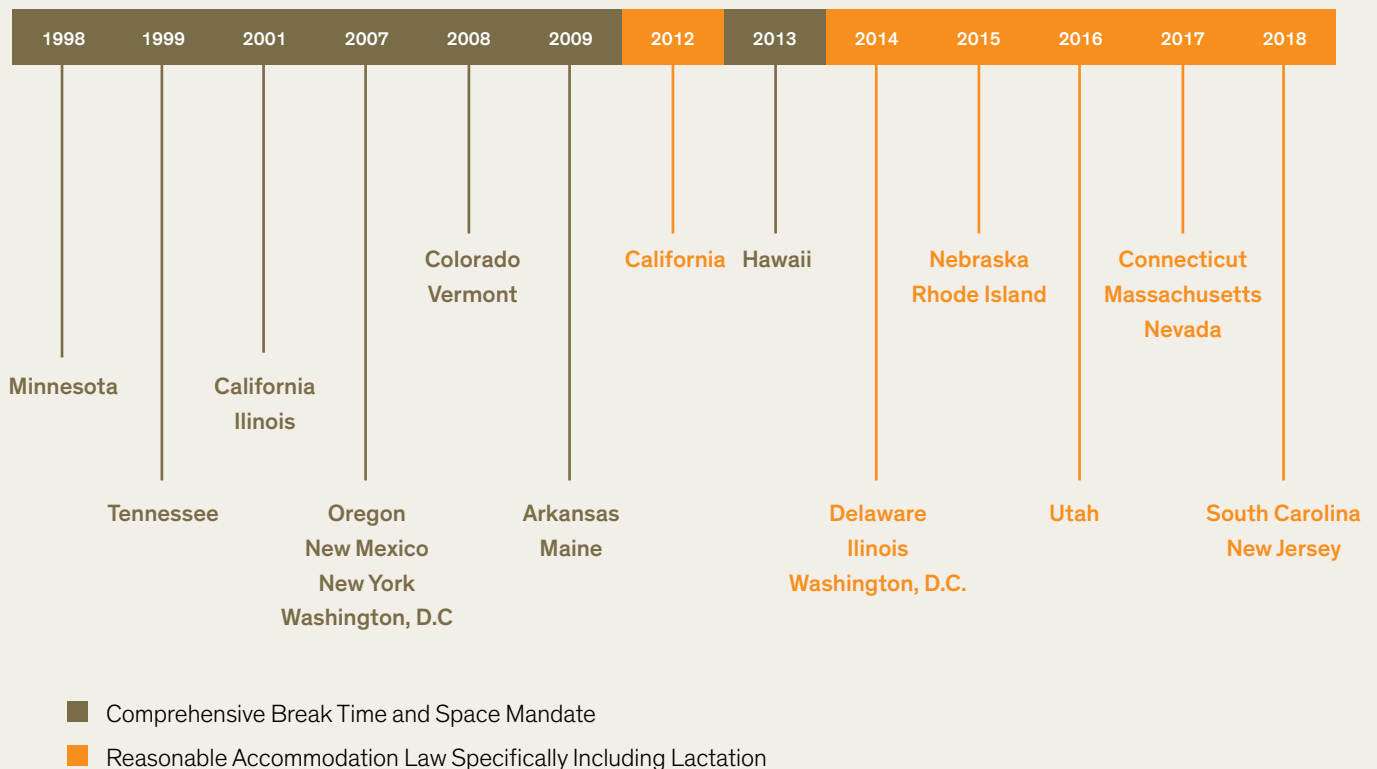 1998 1999 2001 2007 2008 2009 2012 2013 2014 2015 2016 2017 2018
Colorado
Vermont
California
Hawaii
Nebraska
Rhode Island
Connecticut
Massachusetts
Nevada
Minnesota
California
Ilinois
Tennessee
Oregon
New Mexico
New York
Washington, D.C
Arkansas
Maine
Delaware
Ilinois
Washington, D.C.
Utah
South Carolina
New Jersey
Comprehensive Break Time and Space Mandate
Reasonable Accommodation Law Specifically Including Lactation